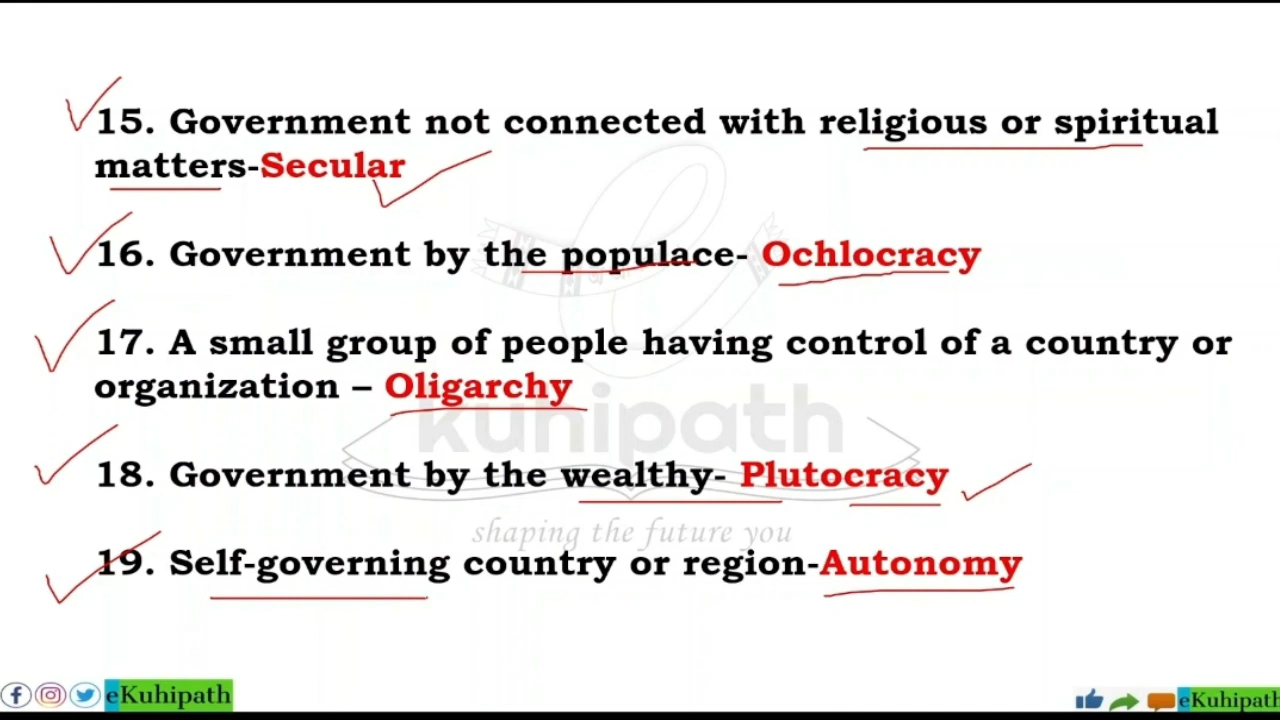 15. Government not connected with religious or spiritual
matters-Secular
16. Government by the populace- Ochlocracy
17. A small group of people having control of a country or
organization – Oligarchy
kuhipath
18. Government by the wealthy- Plutocracy
shaping the future you
19. Self-governing country or region-Autonomy
eKuhipath
eKuhipath